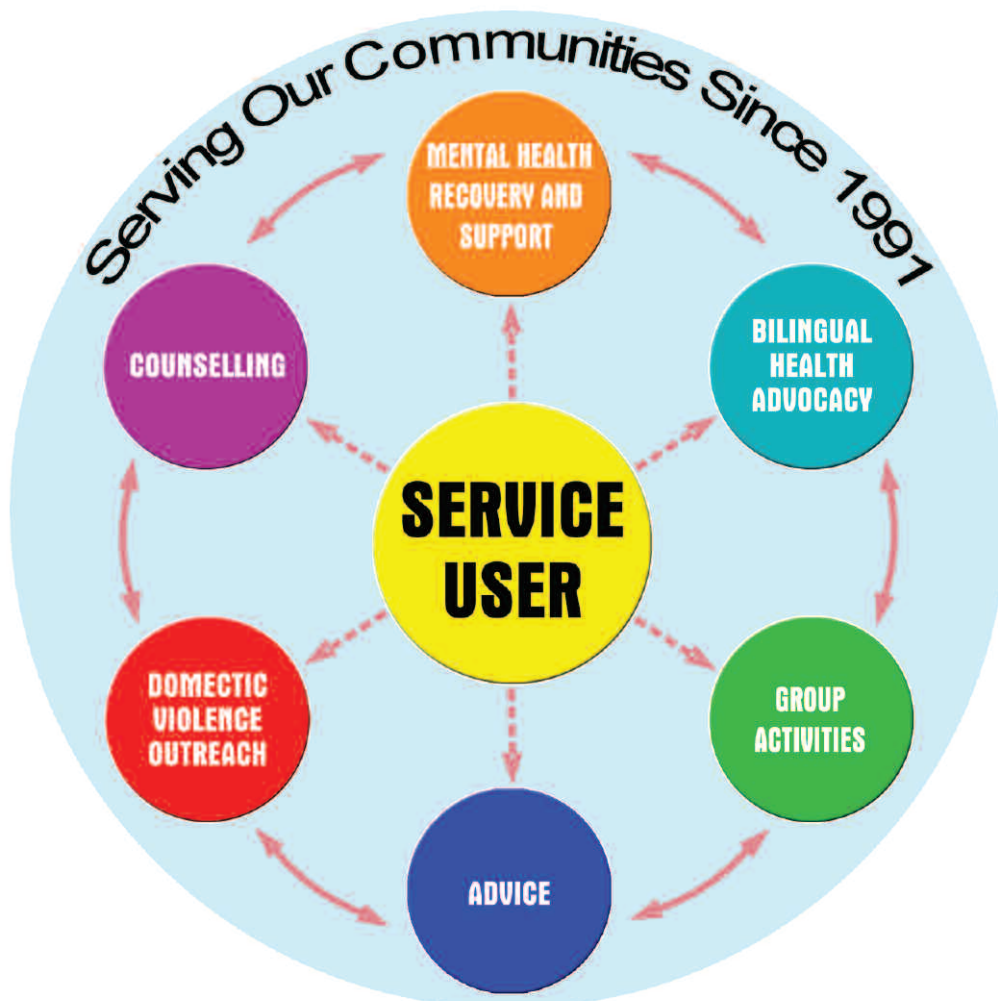 Serving Our Communities Since 1991
MENTAL HEALTH
RECOVERY AND
SUPPORT
COUNSELLING
BILINGUAL
HEALTH
ADVOCACY
SERVICE
USER
DOMECTIC
VIOLENCE
OUTREACH
GROUP
ACTIVITIES
ADVICE